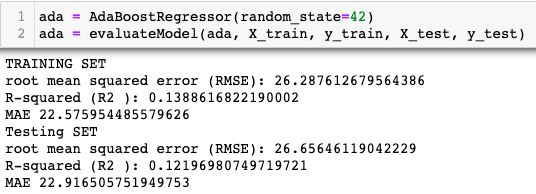 1 ada = AdaBoostRegressor(random_state=42)
2 ada = evaluateModel(ada, X_train, y_train, X_test, y_test)
TRAINING SET
root mean squared error (RMSE): 26.287612679564386
R-squared (R2 ): 0.1388616822190002
MAE 22.575954485579626
Testing SET
root mean squared error (RMSE): 26.65646119042229
R-squared (R2 ): 0.12196980749719721
MAE 22.916505751949753